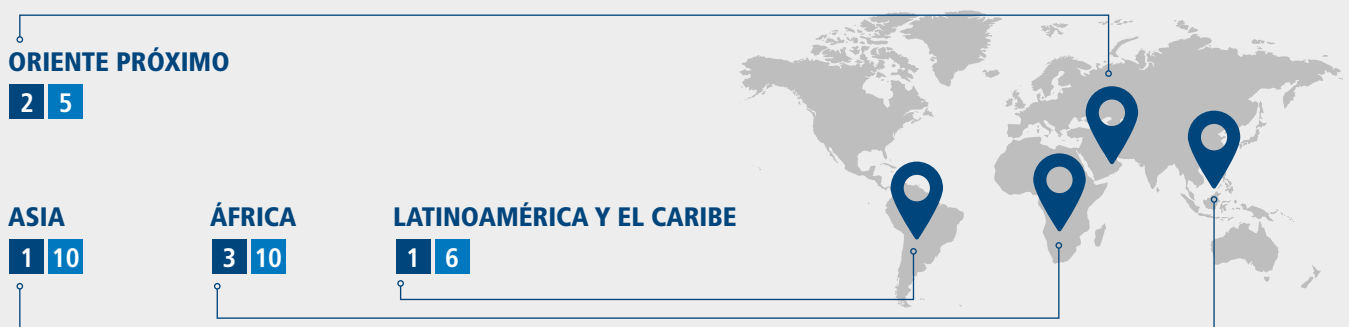 ORIENTE PRÓXIMO
2 5
ASIA
1 10
ÁFRICA
3 10
LATINOAMÉRICA Y EL CARIBE
1 6